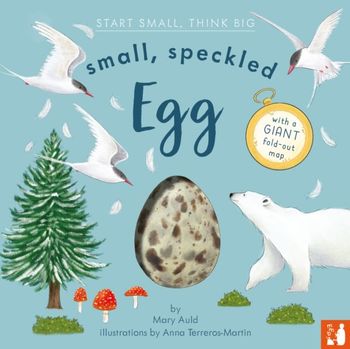 START SMALL, THINK BIG
small, speckled
Egg
with a
GIANT
fold-out
map
by
Mary Auld
illustrations by Anna Terreros-Martin